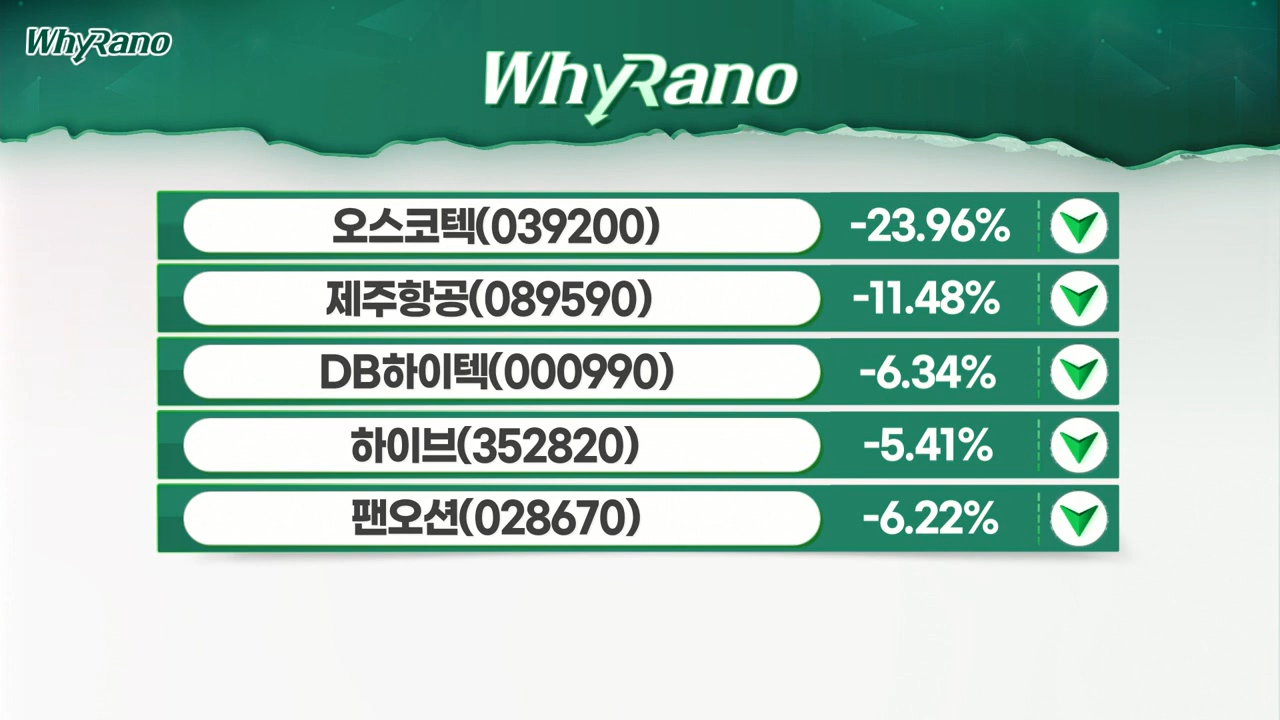 WhyRano
WhyRano
오스코텍(039200) -23.96%
제주항공(089590) -11.48%
DB하이텍(000990) -6.34%
하이브(352820) -5.41%
팬오션(028670) -6.22%